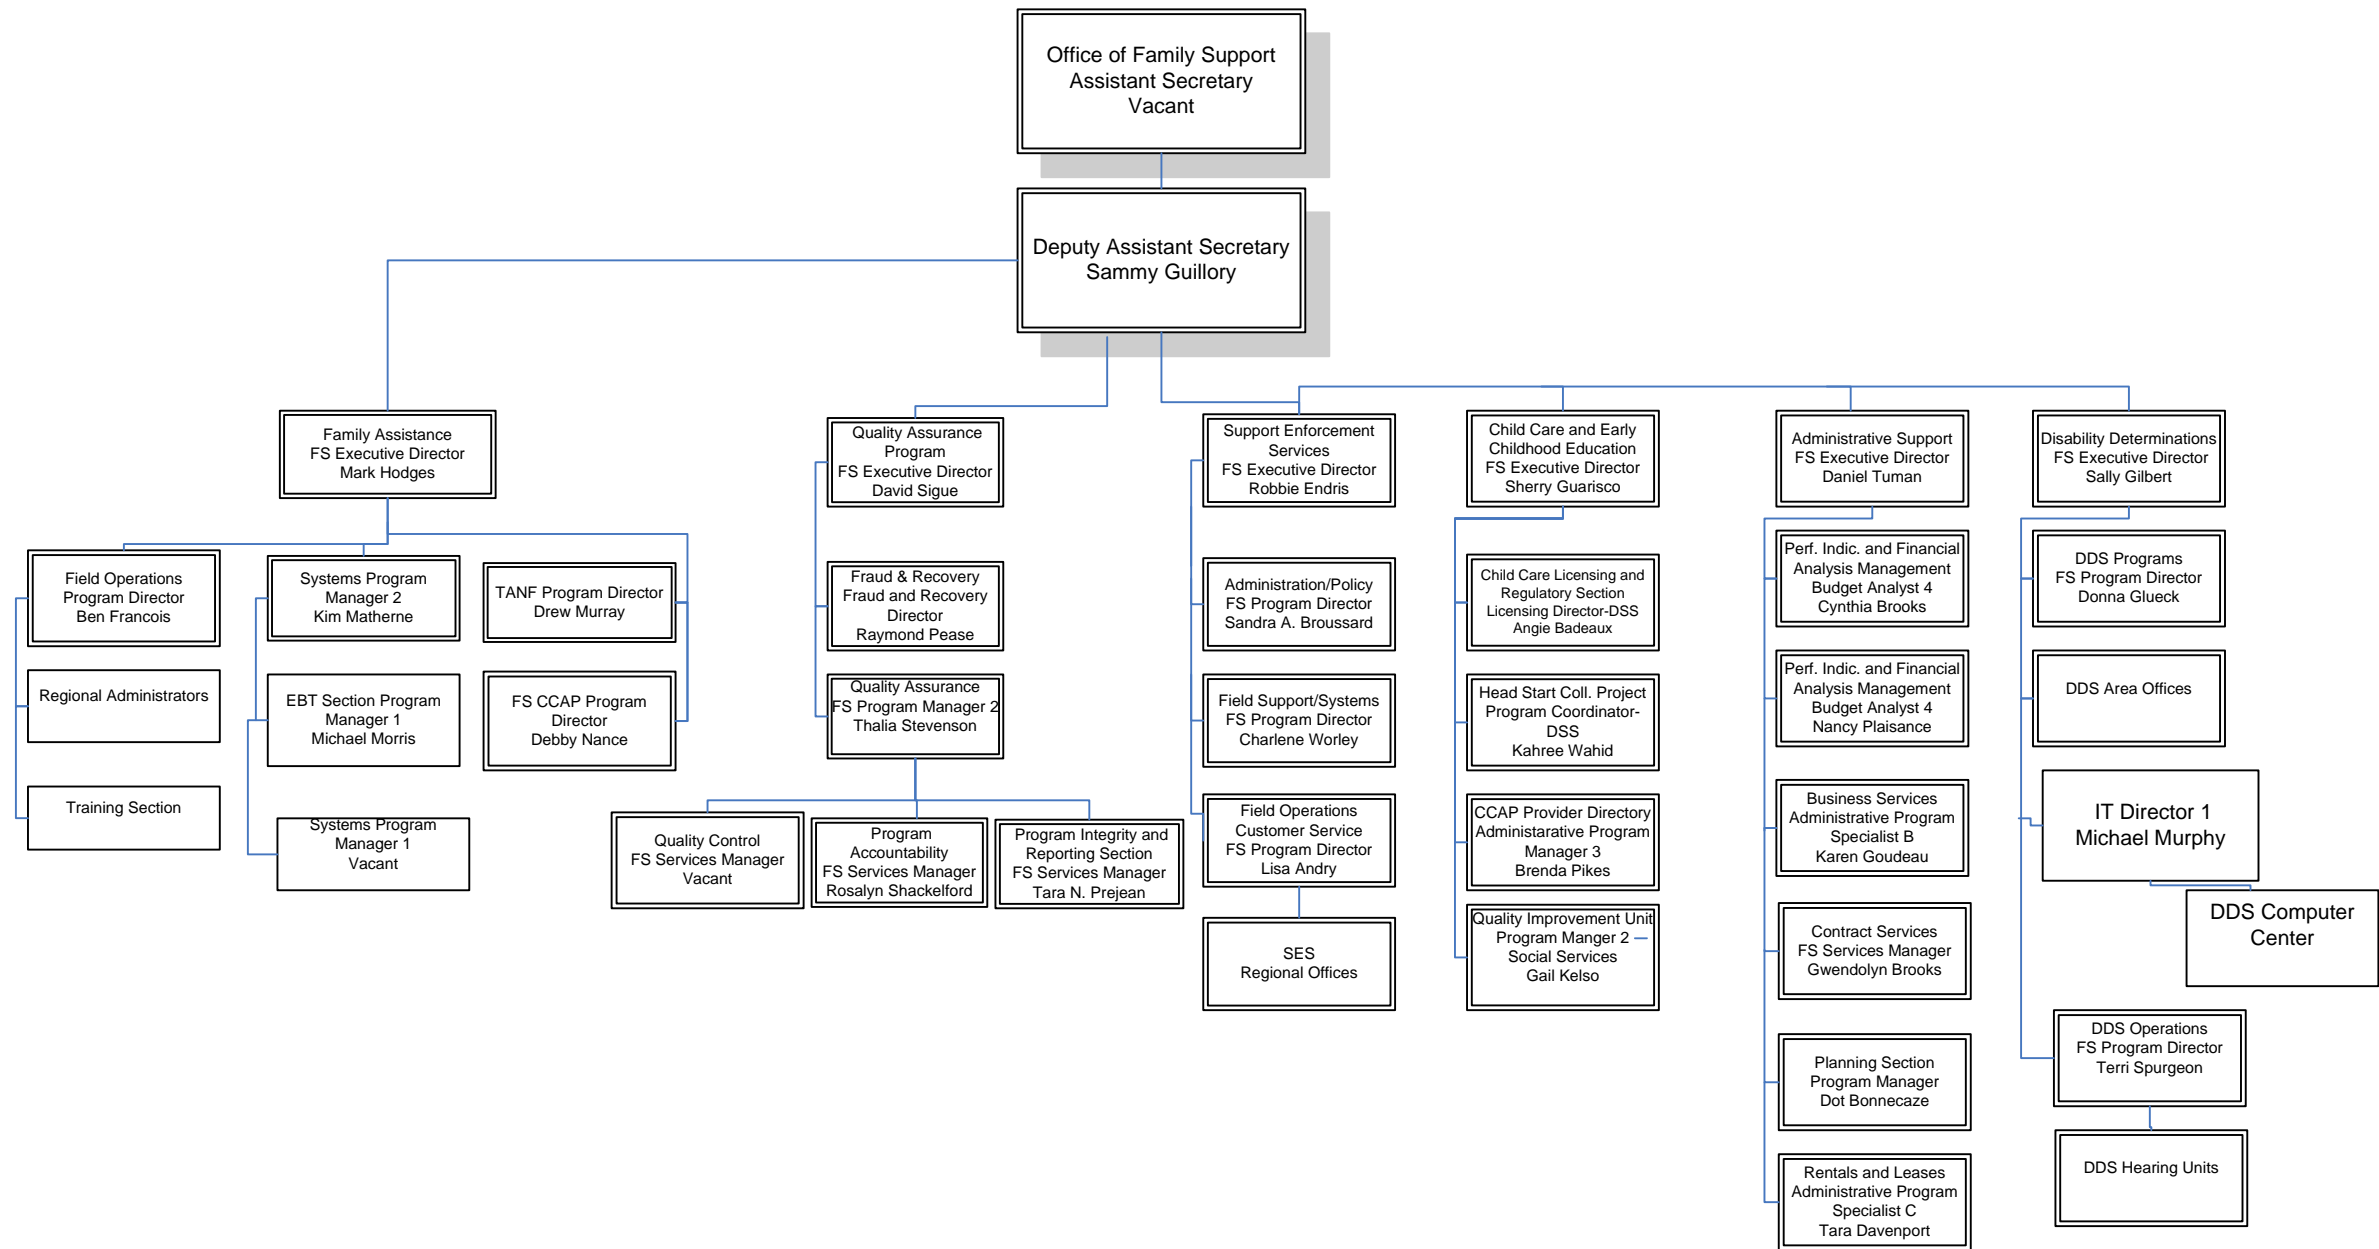 Office of Family Support
Assistant Secretary
Vacant
Deputy Assistant Secretary
Sammy Guillory
Family Assistance
FS Executive Director
Mark Hodges
Quality Assurance
Program
FS Executive Director
David Sigue
Support Enforcement
Services
FS Executive Director
Robbie Endris
Child Care and Early
Childhood Education
FS Executive Director
Sherry Guarisco
Administrative Support
FS Executive Director
Daniel Tuman
Disability Determinations
FS Executive Director
Sally Gilbert
Field Operations
Program Director
Ben Francois
Regional Administrators
Training Section
Systems Program
Manager 2
Kim Matherne
EBT Section Program
Manager 1
Michael Morris
Systems Program
Manager 1
Vacant
TANF Program Director
Drew Murray
FS CCAP Program
Director
Debby Nance
Fraud & Recovery
Fraud and Recovery
Director
Raymond Pease
Quality Assurance
FS Program Manager 2
Thalia Stevenson
Quality Control
FS Services Manager
Vacant
Program
Accountability
FS Services Manager
Rosalyn Shackelford
Program Integrity and
Reporting Section
FS Services Manager
Tara N. Prejean
Administration/Policy
FS Program Director
Sandra A. Broussard
Field Support/Systems
FS Program Director
Charlene Worley
Field Operations
Customer Service
FS Program Director
Lisa Andry
SES
Regional Offices
Child Care Licensing and
Regulatory Section
Licensing Director-DSS
Angie Badeaux
Head Start Coll. Project
Program Coordinator-
DSS
Kahree Wahid
CCAP Provider Directory
Administarative Program
Manager 3
Brenda Pikes
Quality Improvement Unit
Program Manger 2 —
Social Services
Gail Kelso
Perf. Indic. and Financial
Analysis Management
Budget Analyst 4
Cynthia Brooks
Perf. Indic. and Financial
Analysis Management
Budget Analyst 4
Nancy Plaisance
Business Services
Administrative Program
Specialist B
Karen Goudeau
Contract Services
FS Services Manager
Gwendolyn Brooks
Planning Section
Program Manager
Dot Bonnecaze
Rentals and Leases
Administrative Program
Specialist C
Tara Davenport
DDS Programs
FS Program Director
Donna Glueck
DDS Area Offices
IT Director 1
Michael Murphy
DDS Computer
Center
DDS Operations
FS Program Director
Terri Spurgeon
DDS Hearing Units